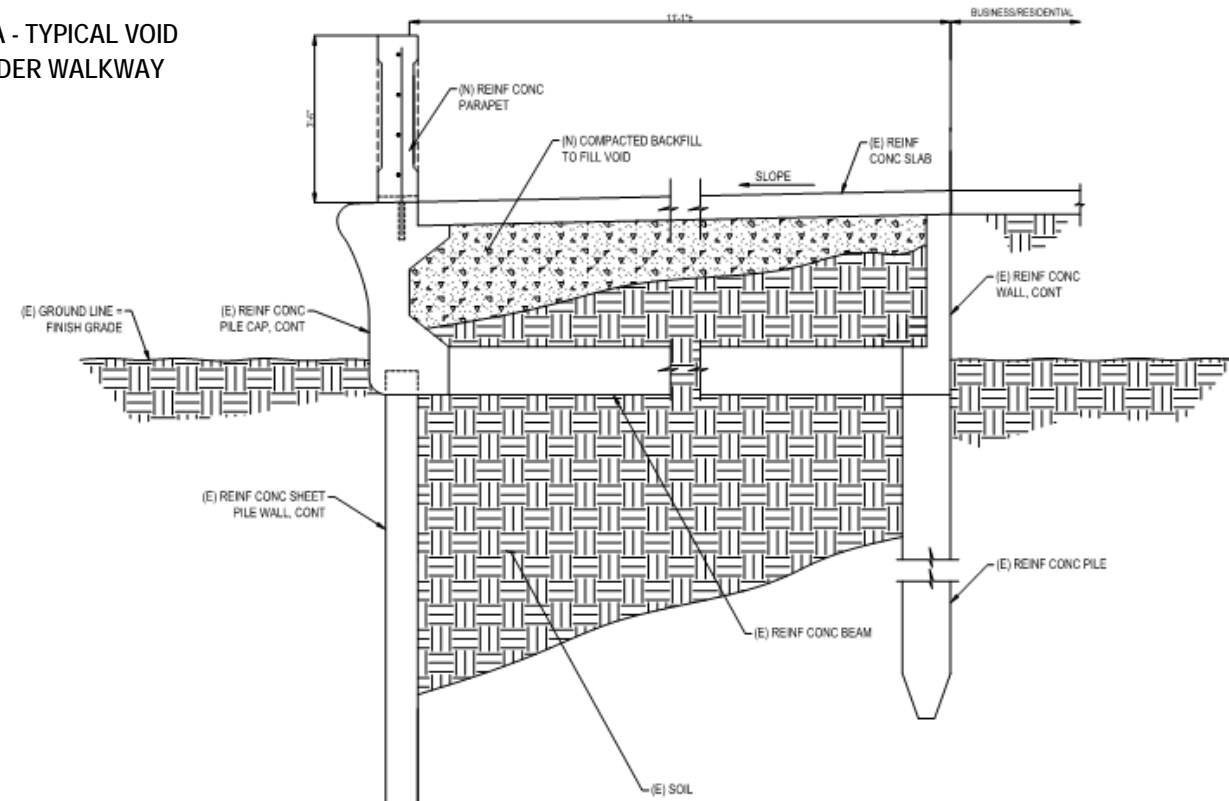 A - TYPICAL VOID
DER WALKWAY
BUSINESS/RESIDENTIAL
(N) REINF CONC
PARAPET
(N) COMPACTED BACKFILL
TO FILL VOID
(E) REINF
CONC SLAB
SLOPE
3'-6"
(E) REINF CONC
WALL, CONT
(E) GROUND LINE =
FINISH GRADE
(E) REINF CONC
PILE CAP, CONT
(E) REINF CONC SHEET
PILE WALL, CONT
(E) REINF CONC PILE
(E) REINF CONC BEAM
(E) SOIL